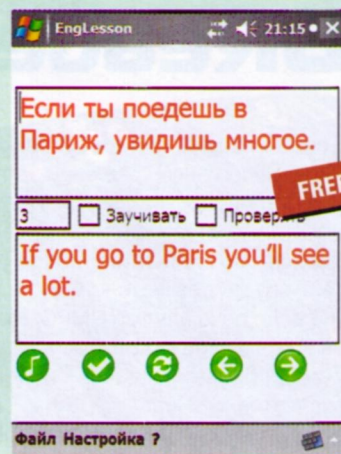 EngLesson 21:15
Если ты поедешь в
Париж, увидишь многое.
FREE
3 Заучивать Проверять
If you go to Paris you'll see
a lot.
Файл Настройка ?